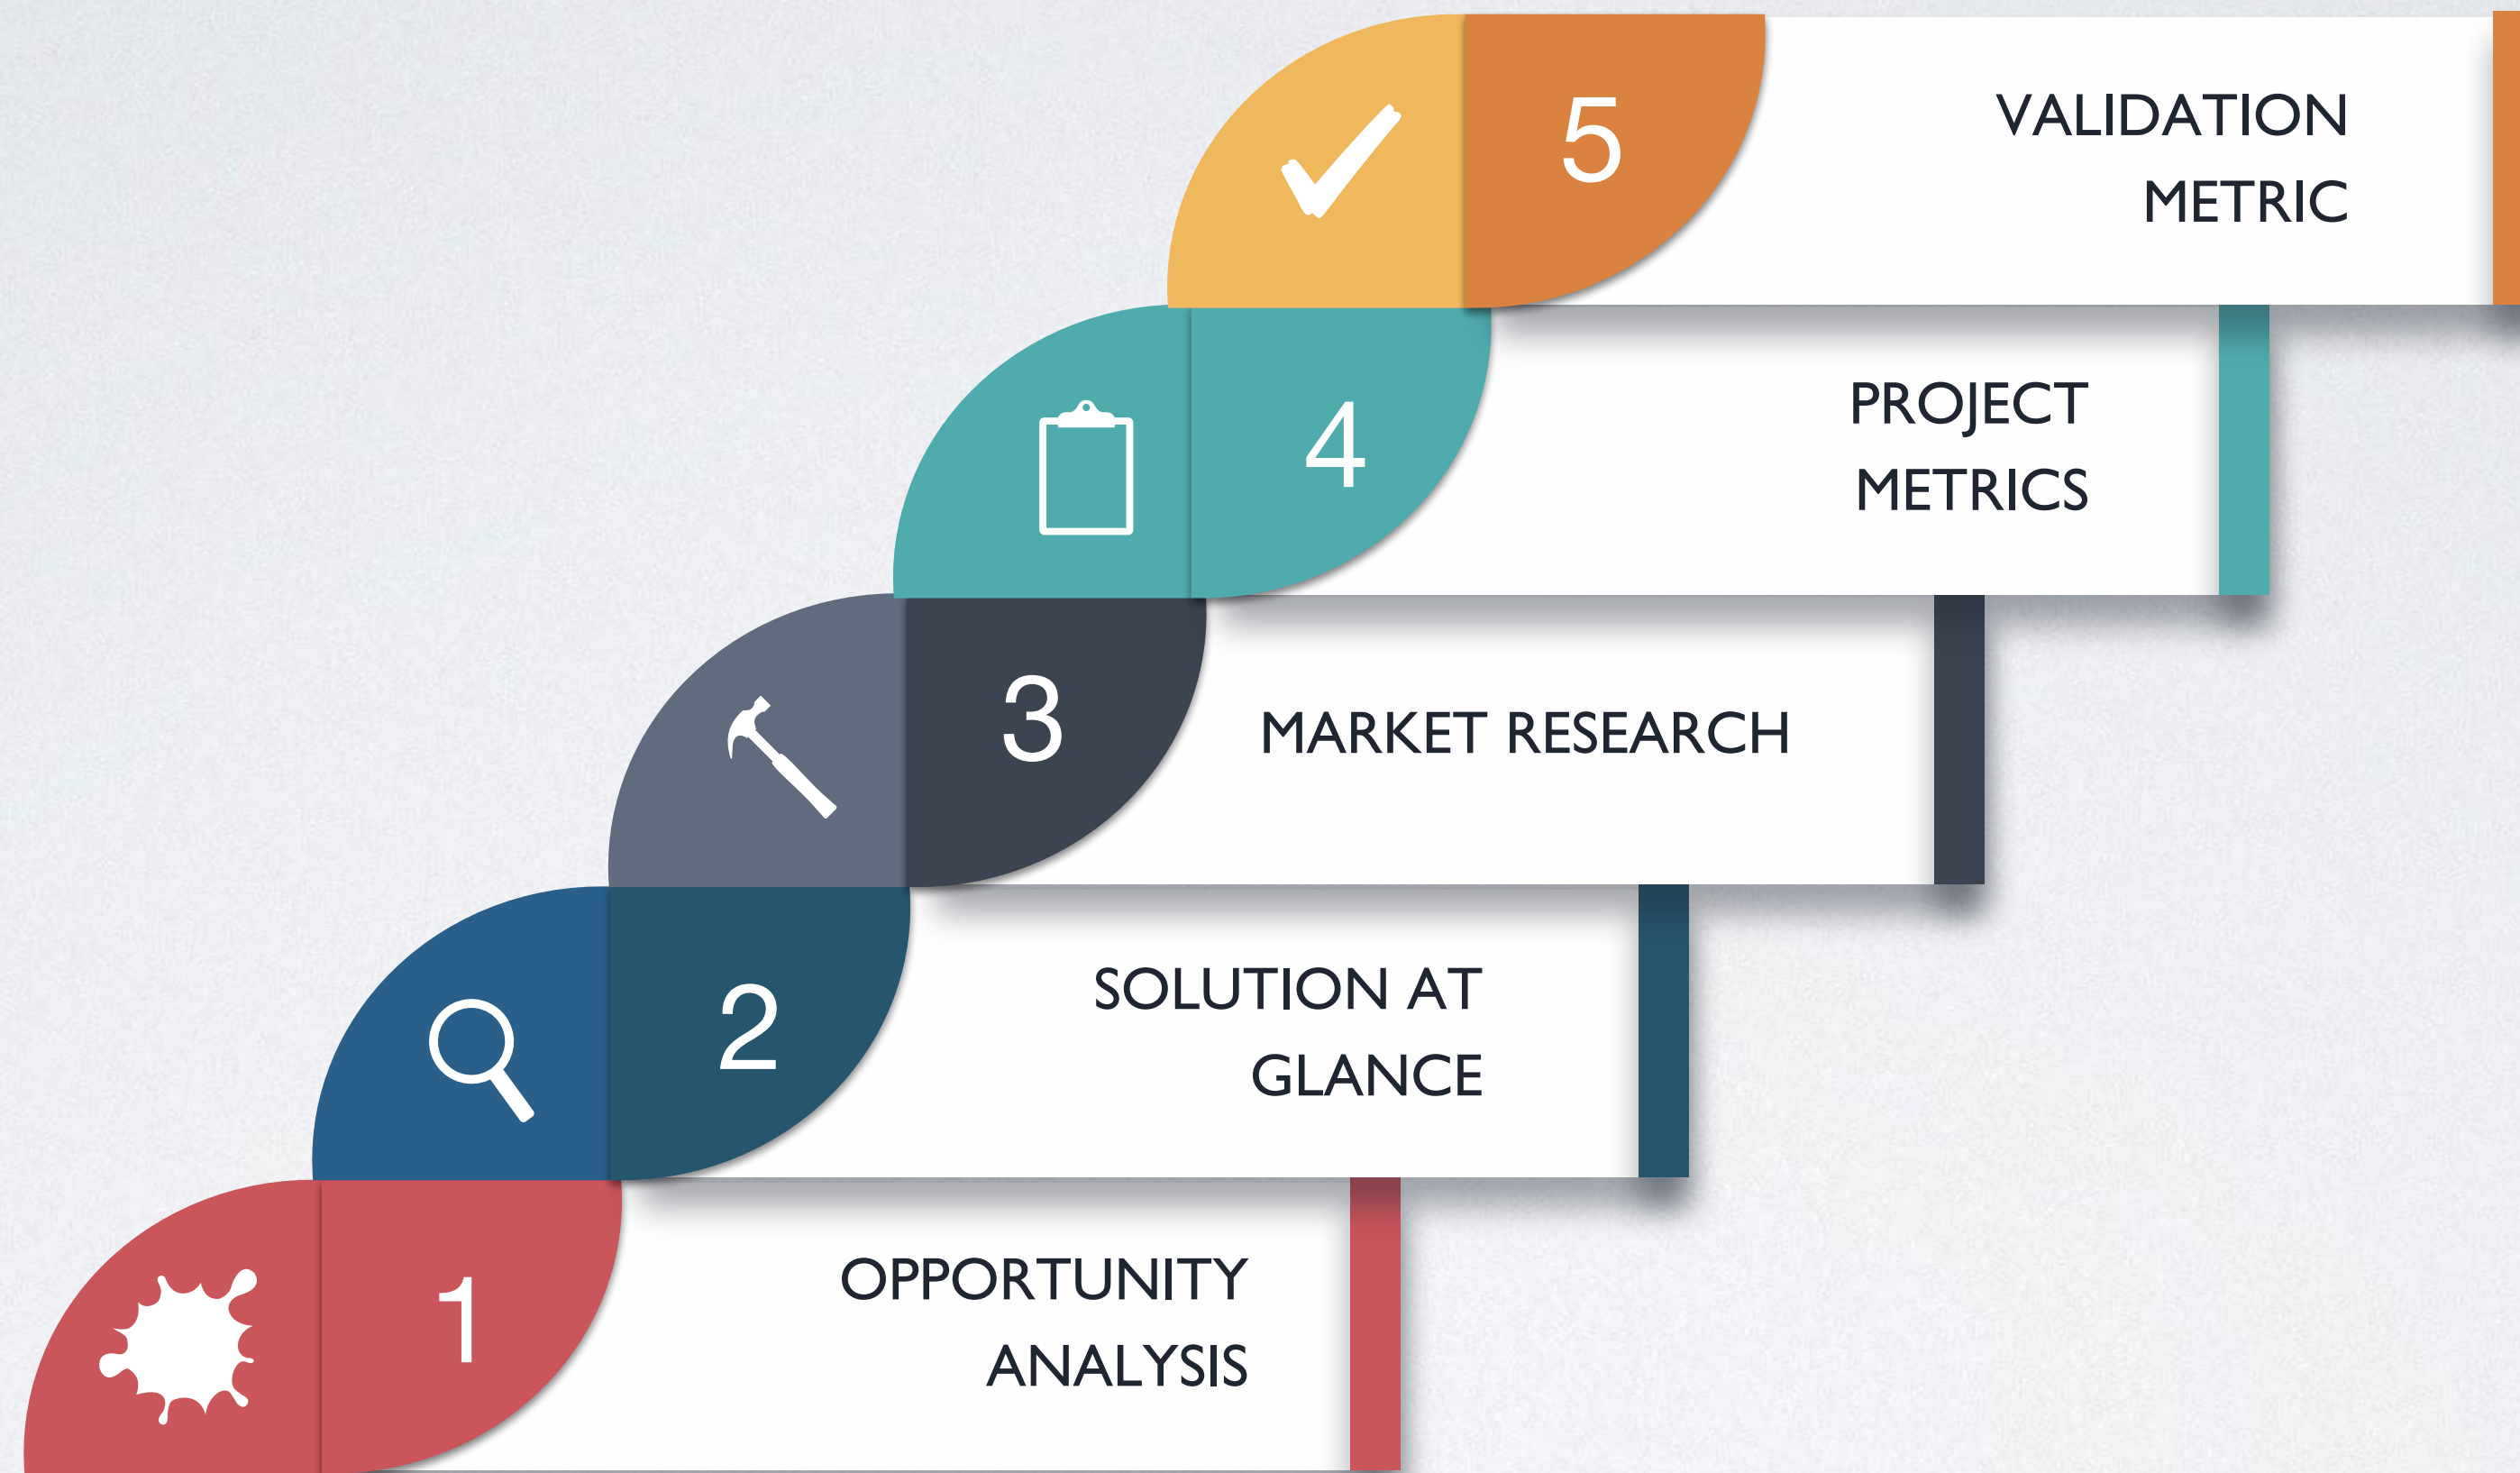 5
VALIDATION
METRIC
4
PROJECT
METRICS
3
MARKET RESEARCH
2
SOLUTION AT
GLANCE
1
OPPORTUNITY
ANALYSIS